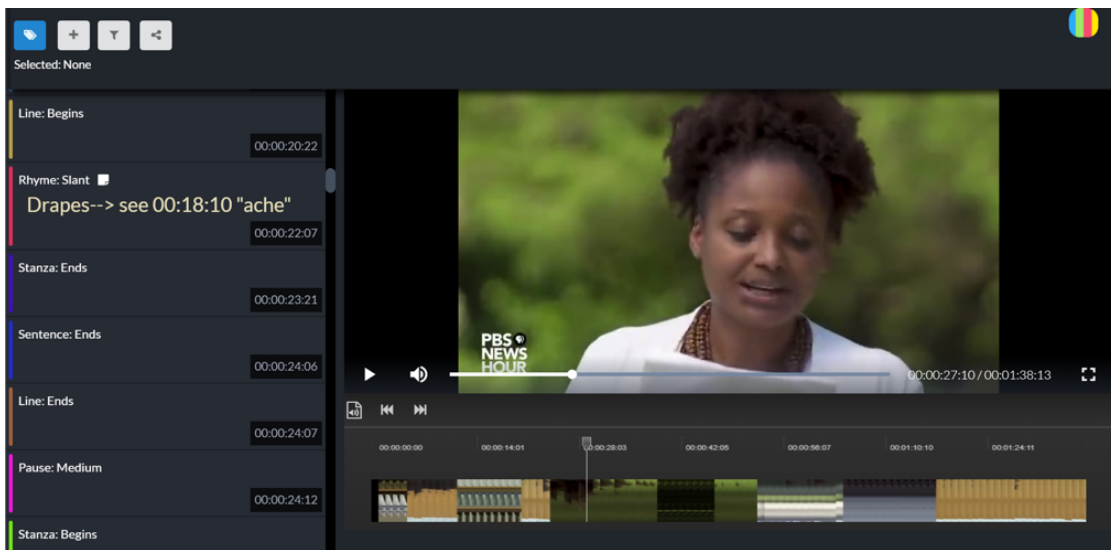 Selected: None
Line: Begins
00:00:20:22
Rhyme: Slant
Drapes--> see 00:18:10 "ache"
00:00:22:07
Stanza: Ends
00:00:23:21
Sentence: Ends
00:00:24:06
Line: Ends
00:00:24:07
Pause: Medium
00:00:24:12
Stanza: Begins
PBS
NEWS
HOUR
00:00:27:10 / 00:01:38:13
00:00:00:00 00:00:14:01 00:00:28:03 00:00:42:05 00:00:56:07 00:01:10:10 00:01:24:11